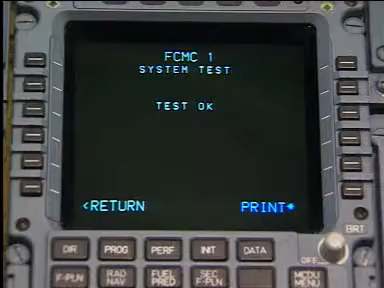 FCMC 1
SYSTEM TEST
TEST OK
<RETURN PRINT*
BRT
DIR PROG PERF INIT DATA
OFF
F-PLN RAD NAV FUEL PRED SEC F-PLN MCDU MENU